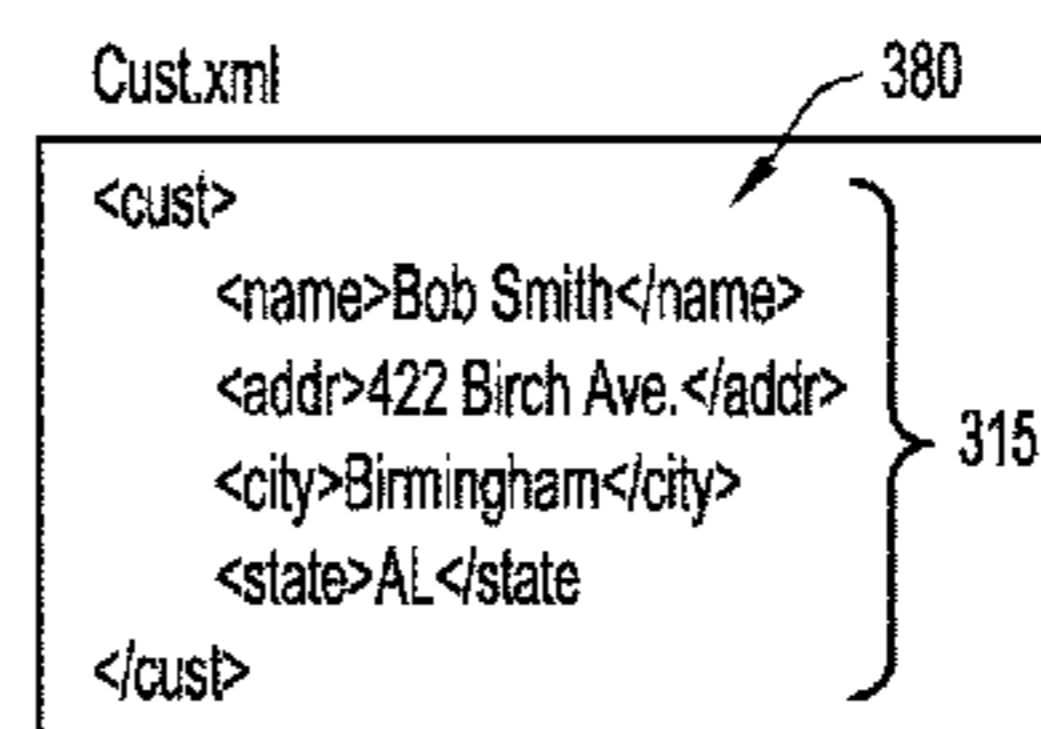 Cust.xml
380
<cust>
<name>Bob Smith</name>
<addr>422 Birch Ave.</addr>
<city>Birmingham</city>
<state>AL</state
</cust>
315